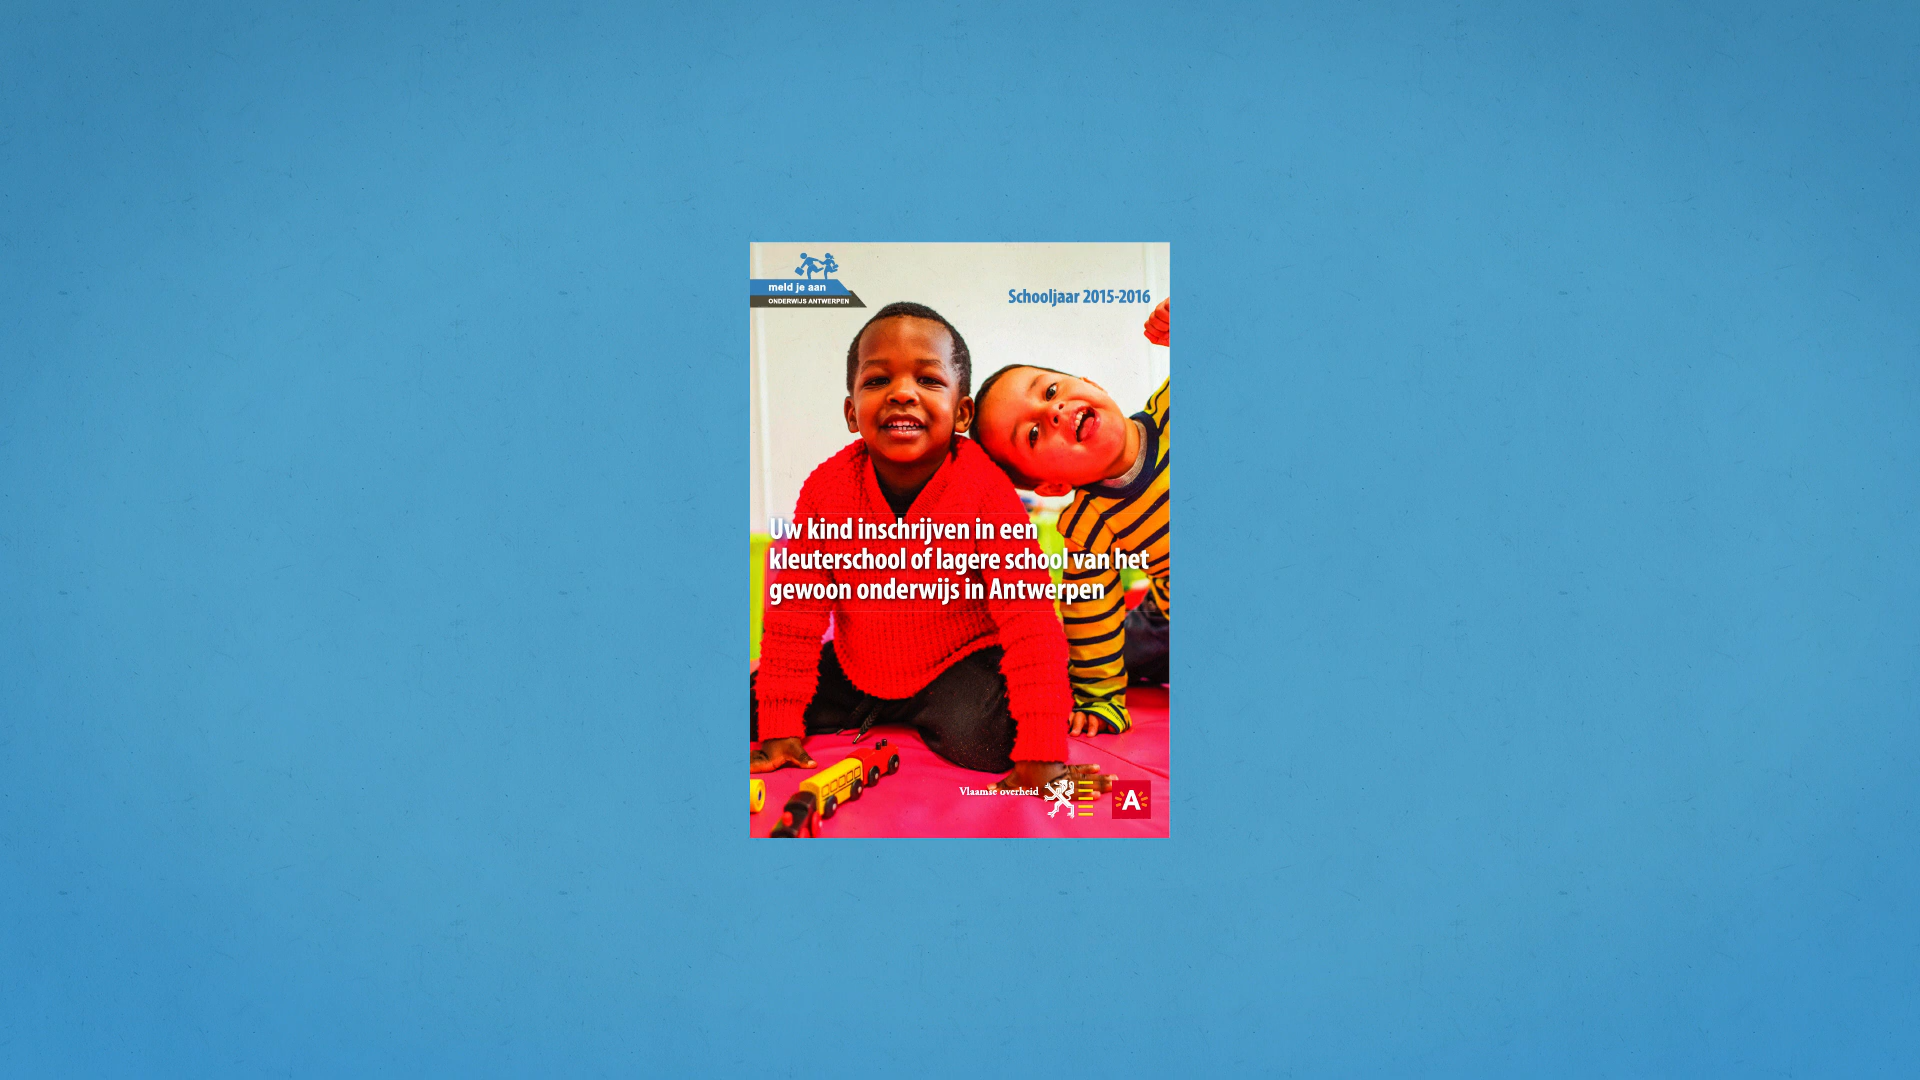 meld je aan
ONDERWIJS ANTWERPEN
Schooljaar 2015-2016
Uw kind inschrijven in een
kleuterschool of lagere school van het
gewoon onderwijs in Antwerpen
Vlaamse overheid
A